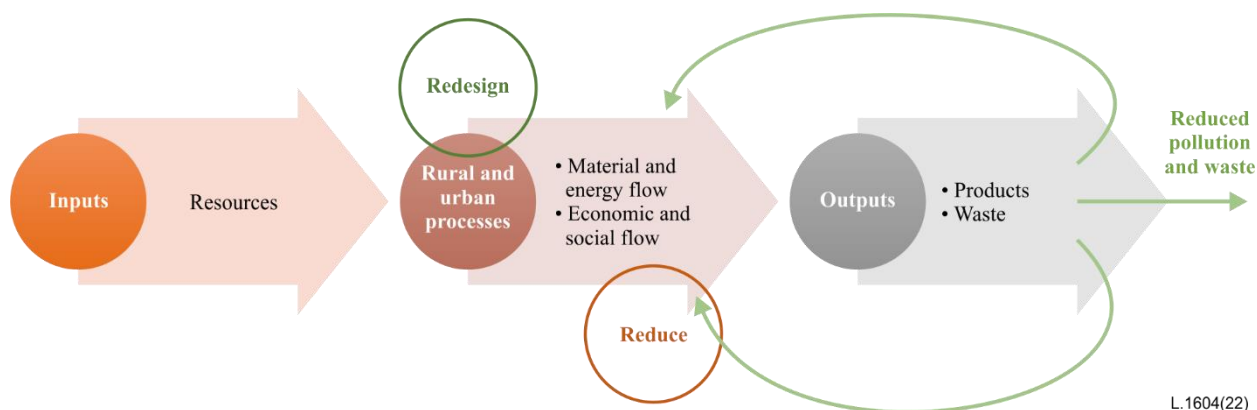 Inputs
Resources
Redesign
Rural and
urban
processes
• Material and
energy flow
• Economic and
social flow
Reduce
Outputs
• Products
• Waste
Reduced
pollution
and waste
L.1604(22)